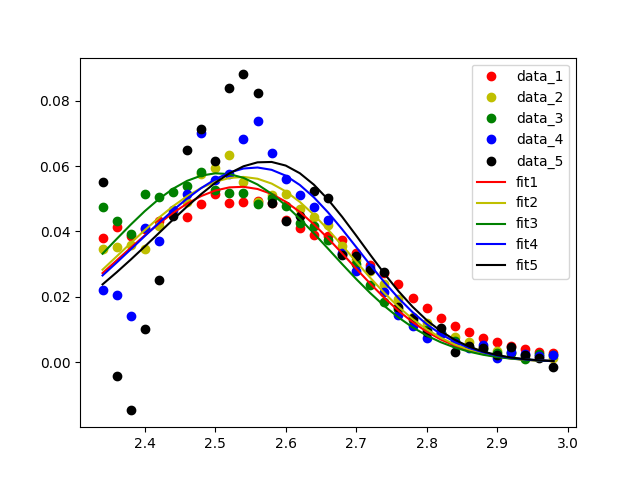 0.08
0.06
0.04
0.02
0.00
2.4
2.5
2.6
2.7
2.8
2.9
3.0
data_1
data_2
data_3
data_4
data_5
fit1
fit2
fit3
fit4
fit5